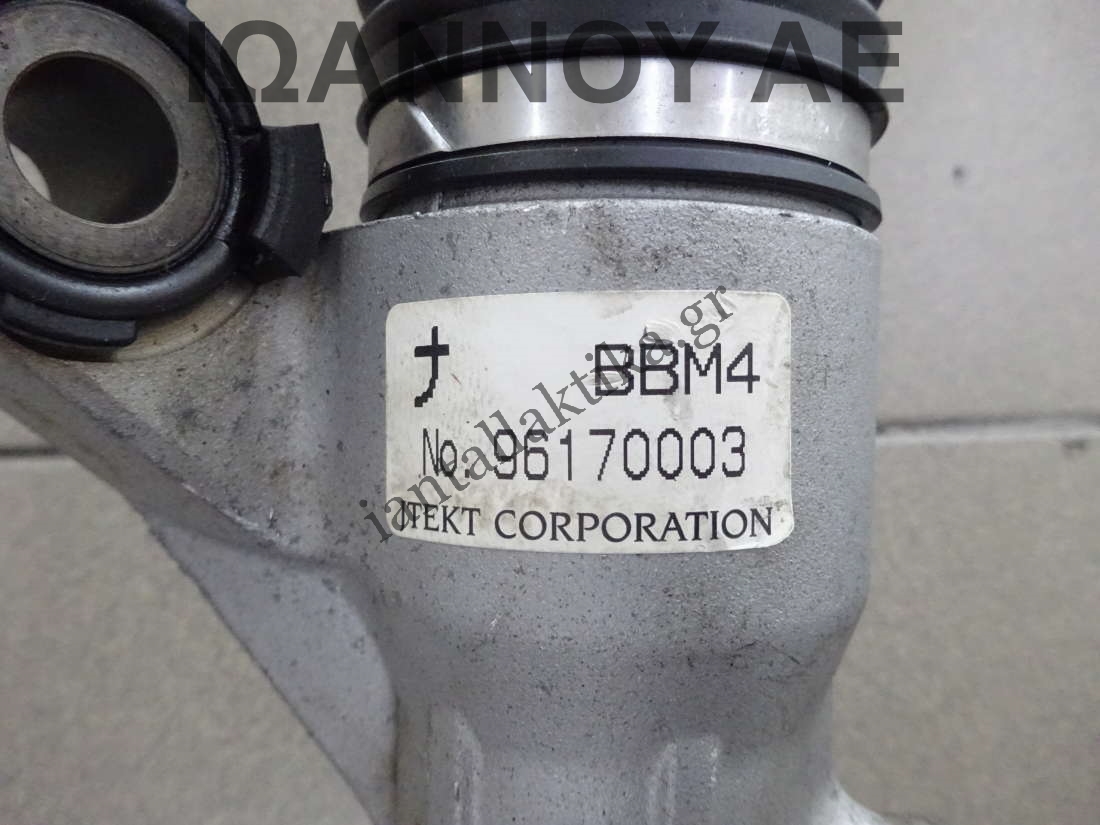 ΙΩΑΝΝΟΥ ΑΕ
BBM4
No. 96170003
JTEKT CORPORATION
iantallaktika.gr